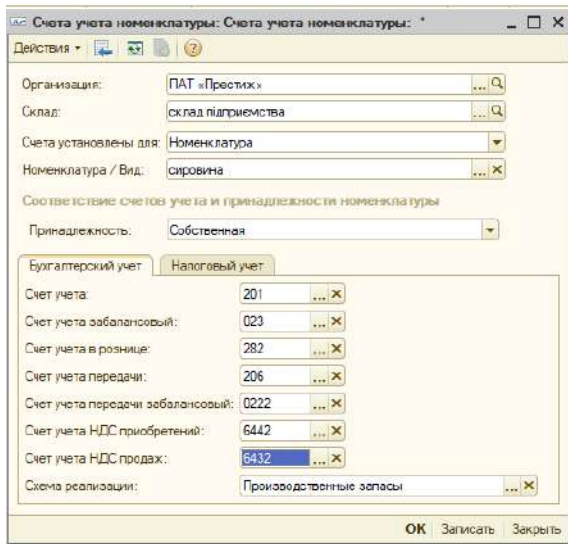 Счета учета номенклатуры: Счета учета номенклатуры: *
Действия
Организация: ПАТ «Престиж» ...
Склад: склад підприємства ...
Счета установлены для: Номенклатура
Номенклатура / Вид: сировина ...
Соответствие счетов учета и принадлежности номенклатуры
Принадлежность: Собственная
Бухгалтерский учет Налоговый учет
Счет учета: 201 ...
Счет учета забалансовый: 023 ...
Счет учета в рознице: 282 ...
Счет учета передачи: 206 ...
Счет учета передачи забалансовый: 0222 ...
Счет учета НДС приобретений: 6442 ...
Счет учета НДС продаж: 6432 ...
Схема реализации: Производственные запасы ...
OK Записать Закрыть